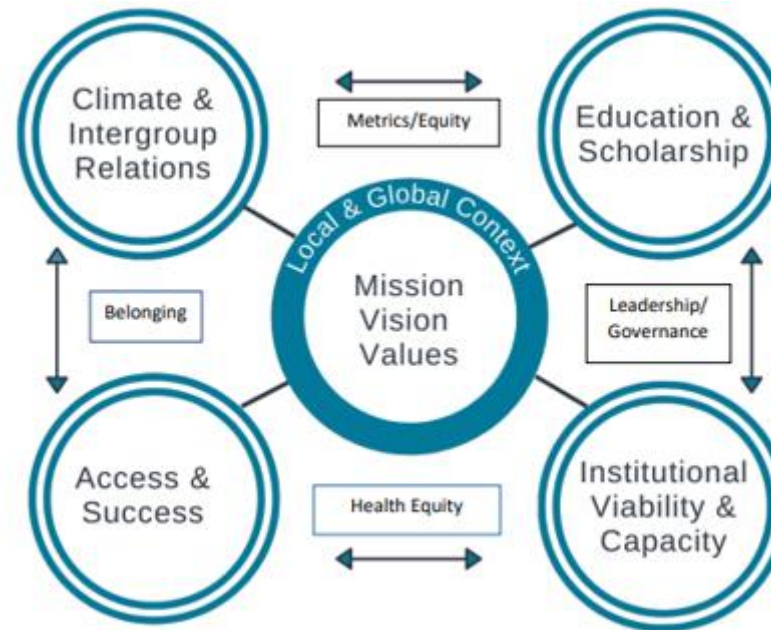 Climate &
Intergroup
Relations
Metrics/Equity
Education &
Scholarship
Local & Global Context
Mission
Vision
Values
Belonging
Leadership/
Governance
Access &
Success
Health Equity
Institutional
Viability &
Capacity